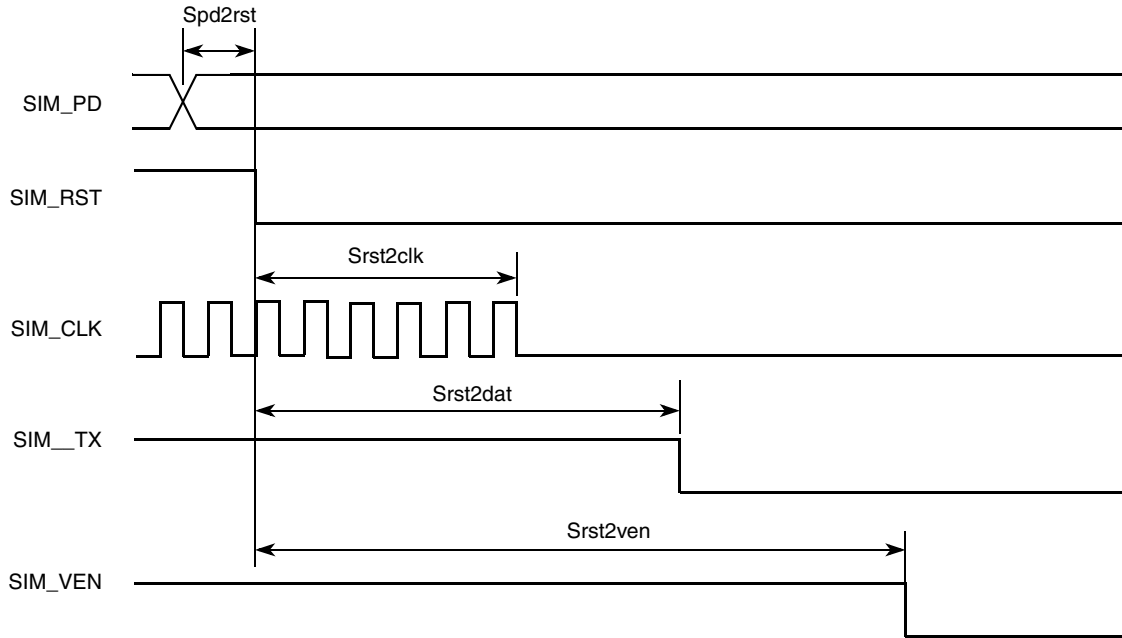 Spd2rst
SIM_PD
SIM_RST
Srst2clk
SIM_CLK
Srst2dat
SIM__TX
Srst2ven
SIM_VEN